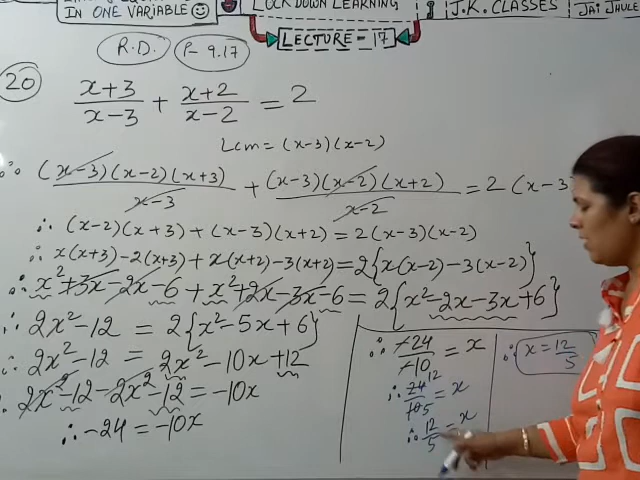 IN ONE VARIABLE ☺
LOCKDOWN LEARNING
LECTURE - 17
J.K. CLASSES
JAI JHULE
R.D. P-9.17
20
(x+3)/(x-3) + (x+2)/(x-2) = 2
Lcm = (x-3)(x-2)
∴ (x-3)(x-2)(x+3)/(x-3) + (x-3)(x-2)(x+2)/(x-2) = 2(x-3)
∴ (x-2)(x+3) + (x-3)(x+2) = 2(x-3)(x-2)
∴ x(x+3) - 2(x+3) + x(x+2) - 3(x+2) = 2{x(x-2) - 3(x-2)}
∴ x² + 3x - 2x - 6 + x² + 2x - 3x - 6 = 2{x² - 2x - 3x + 6}
∴ 2x² - 12 = 2{x² - 5x + 6}
∴ 2x² - 12 = 2x² - 10x + 12
∴ 2x² - 12 - 2x² - 12 = -10x
∴ -24 = -10x
∴ -24/-10 = x
∴ 24 12/10 5 = x
∴ 12/5 = x
∴ x = 12/5